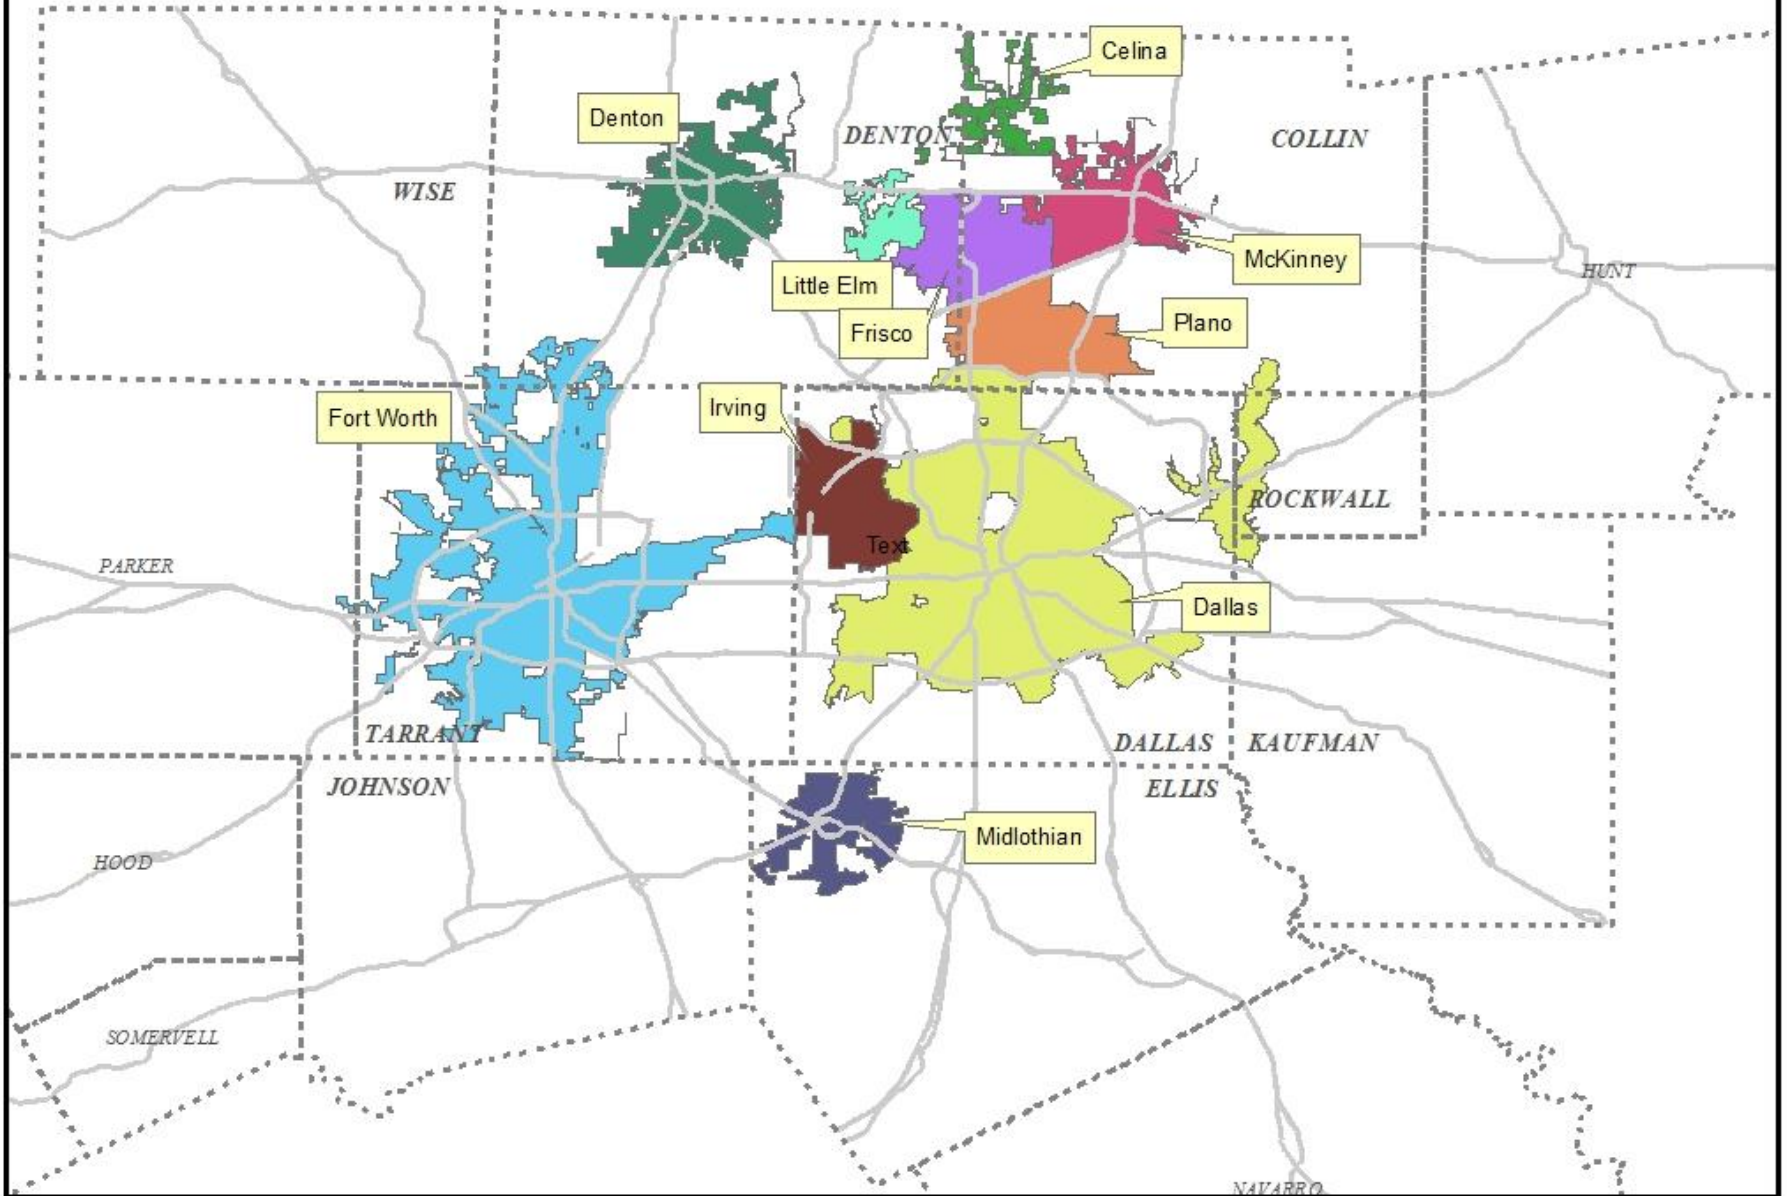 Celina
Denton
DENTON
COLLIN
WISE
McKinney
HUNT
Little Elm
Plano
Frisco
Irving
Fort Worth
ROCKWALL
Text
PARKER
Dallas
TARRANT
DALLAS
KAUFMAN
JOHNSON
ELLIS
Midlothian
HOOD
SOMERVELL
NAVARRO